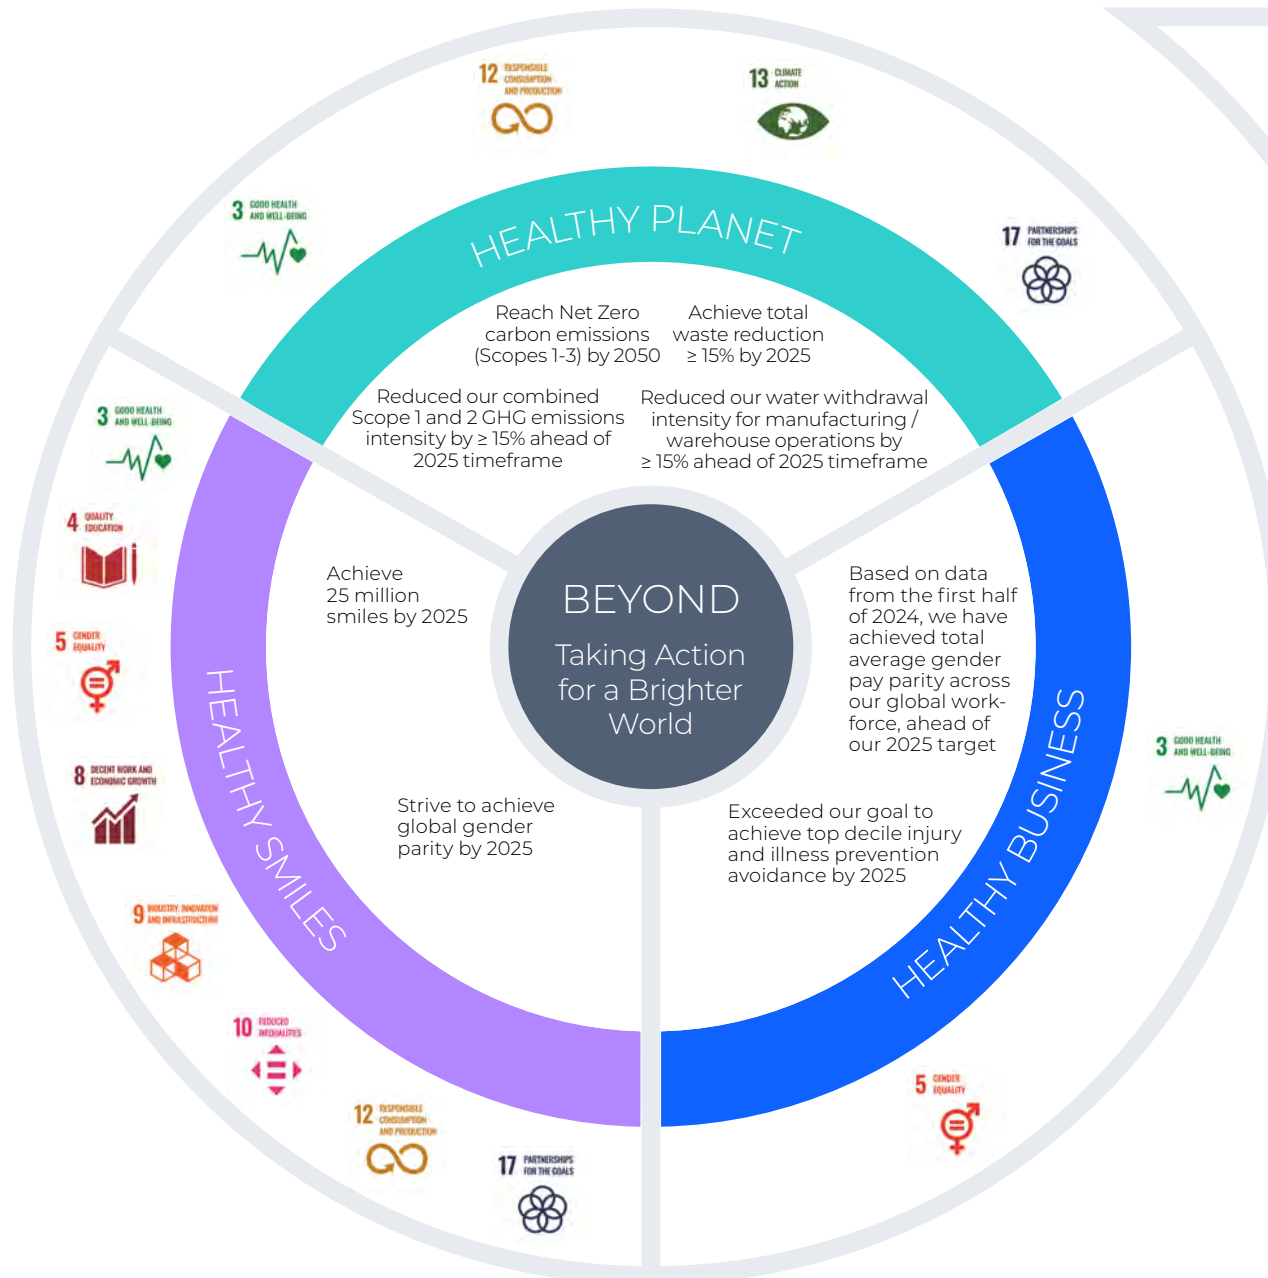 12 RESPONSIBLE
CONSUMPTION
AND PRODUCTION
13 CLIMATE
ACTION
3 GOOD HEALTH
AND WELL-BEING
17 PARTNERSHIPS
FOR THE GOALS
HEALTHY PLANET
Reach Net Zero
carbon emissions
(Scopes 1-3) by 2050
Achieve total
waste reduction
≥ 15% by 2025
Reduced our combined
Scope 1 and 2 GHG emissions
intensity by ≥ 15% ahead of
2025 timeframe
Reduced our water withdrawal
intensity for manufacturing /
warehouse operations by
≥ 15% ahead of 2025 timeframe
3 GOOD HEALTH
AND WELL-BEING
4 QUALITY
EDUCATION
5 GENDER
EQUALITY
8 DECENT WORK AND
ECONOMIC GROWTH
9 INDUSTRY, INNOVATION
AND INFRASTRUCTURE
10 REDUCED
INEQUALITIES
12 RESPONSIBLE
CONSUMPTION
AND PRODUCTION
17 PARTNERSHIPS
FOR THE GOALS
HEALTHY SMILES
Achieve
25 million
smiles by 2025
Strive to achieve
global gender
parity by 2025
BEYOND
Taking Action
for a Brighter
World
Based on data
from the first half
of 2024, we have
achieved total
average gender
pay parity across
our global work-
force, ahead of
our 2025 target
Exceeded our goal to
achieve top decile injury
and illness prevention
avoidance by 2025
HEALTHY BUSINESS
3 GOOD HEALTH
AND WELL-BEING
5 GENDER
EQUALITY